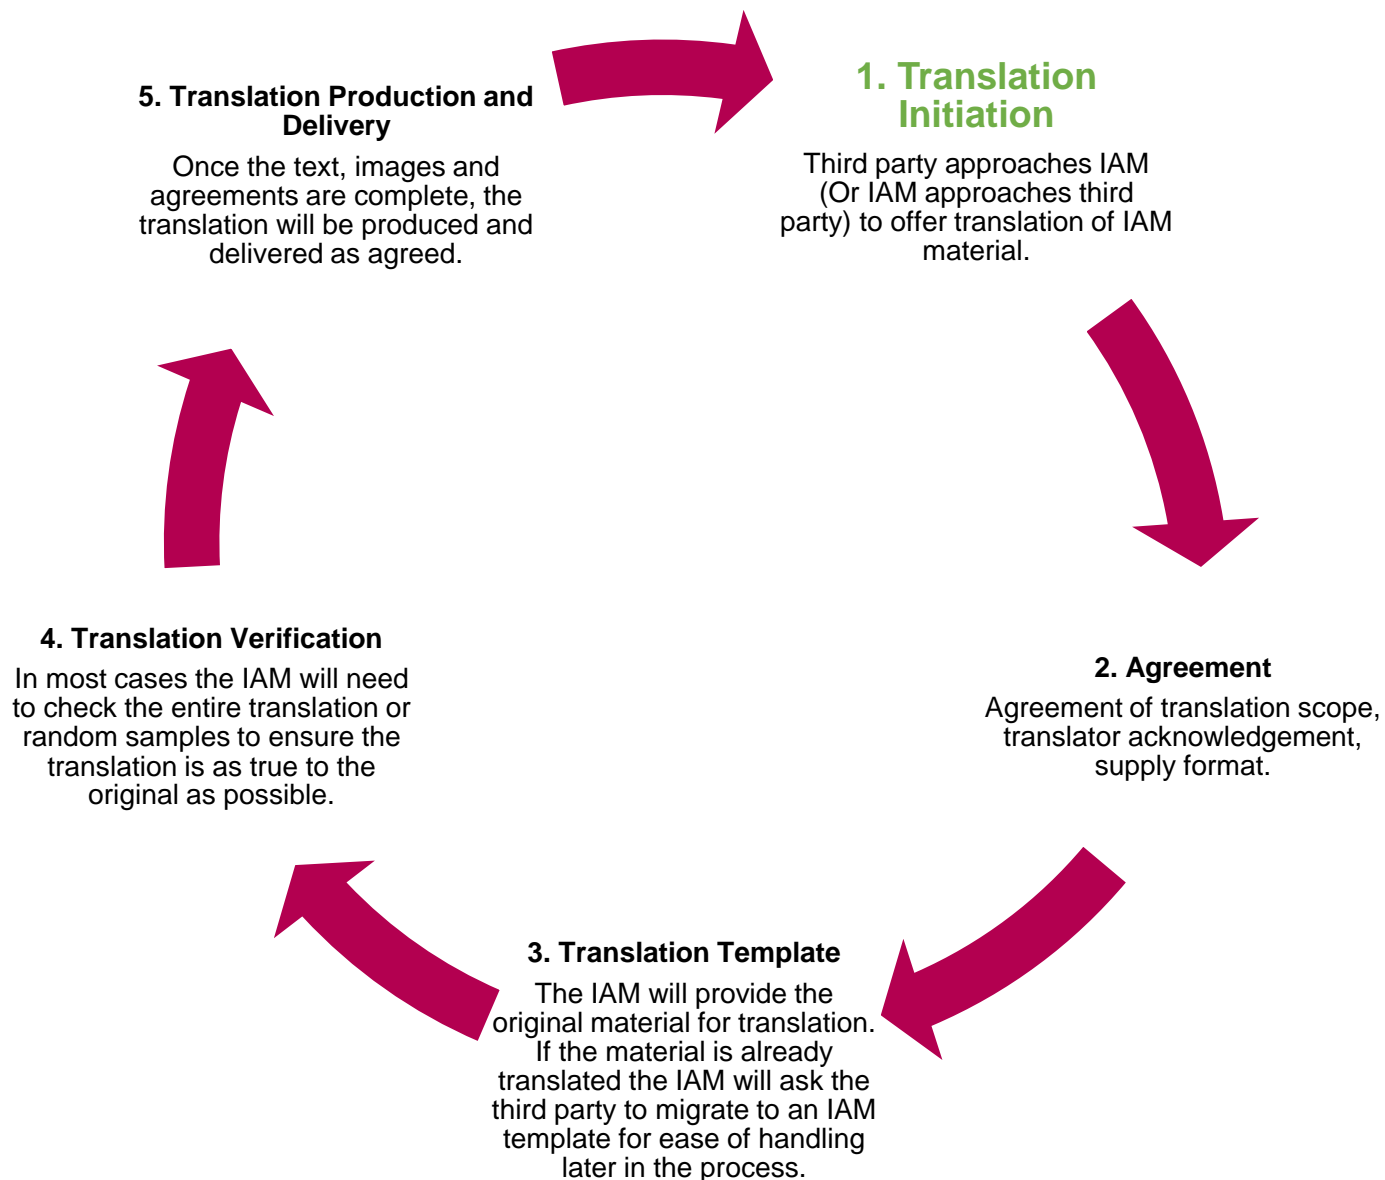 1. Translation
Initiation
Third party approaches IAM
(Or IAM approaches third
party) to offer translation of IAM
material.
2. Agreement
Agreement of translation scope,
translator acknowledgement,
supply format.
3. Translation Template
The IAM will provide the
original material for translation.
If the material is already
translated the IAM will ask the
third party to migrate to an IAM
template for ease of handling
later in the process.
4. Translation Verification
In most cases the IAM will need
to check the entire translation or
random samples to ensure the
translation is as true to the
original as possible.
5. Translation Production and
Delivery
Once the text, images and
agreements are complete, the
translation will be produced and
delivered as agreed.